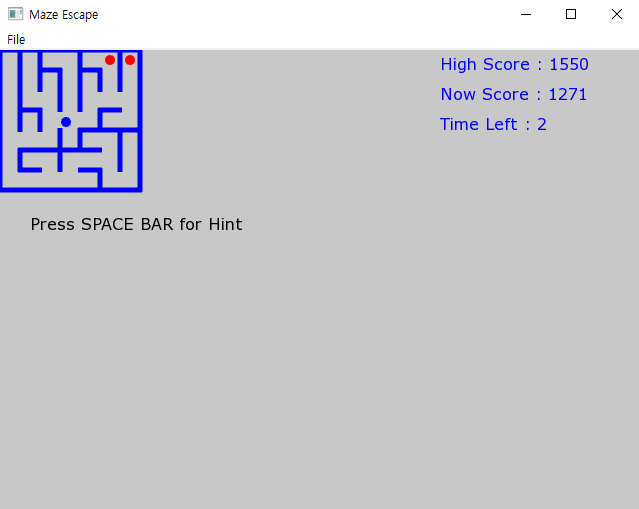 Maze Escape
File
High Score : 1550
Now Score : 1271
Time Left : 2
Press SPACE BAR for Hint